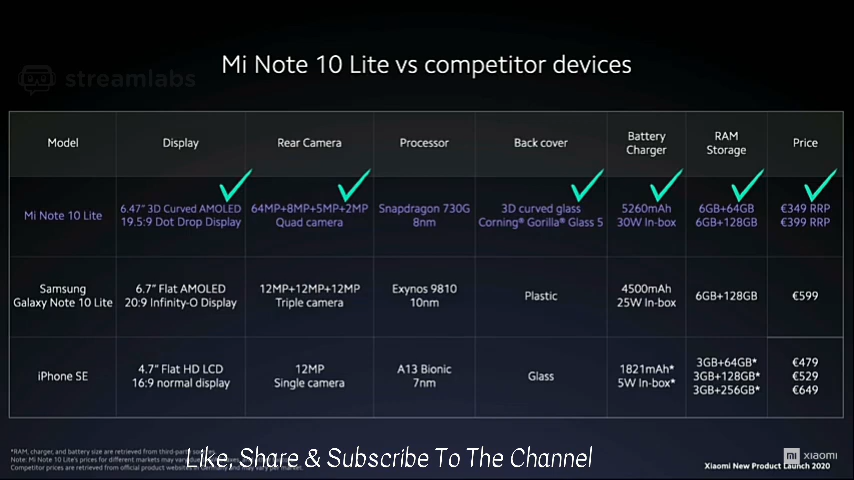 streamlabs
Mi Note 10 Lite vs competitor devices
Model
Display
Rear Camera
Processor
Back cover
Battery
Charger
RAM
Storage
Price
Mi Note 10 Lite
6.47" 3D Curved AMOLED
19.5:9 Dot Drop Display
64MP+8MP+5MP+2MP
Quad camera
Snapdragon 730G
8nm
3D curved glass
Corning® Gorilla® Glass 5
5260mAh
30W In-box
6GB+64GB
6GB+128GB
€349 RRP
€399 RRP
Samsung
Galaxy Note 10 Lite
6.7" Flat AMOLED
20:9 Infinity-O Display
12MP+12MP+12MP
Triple camera
Exynos 9810
10nm
Plastic
4500mAh
25W In-box
6GB+128GB
€599
iPhone SE
4.7" Flat HD LCD
16:9 normal display
12MP
Single camera
A13 Bionic
7nm
Glass
1821mAh*
5W In-box*
3GB+64GB*
3GB+128GB*
3GB+256GB*
€479
€529
€649
*RAM, charger, and battery size are retrieved from third-party
Note: Mi Note 10 Lite's prices for different markets may
Competitor prices are retrieved from official product websites in Germany and may vary per market.
Like, Share & Subscribe To The Channel
mi xiaomi
Xiaomi New Product Launch 2020